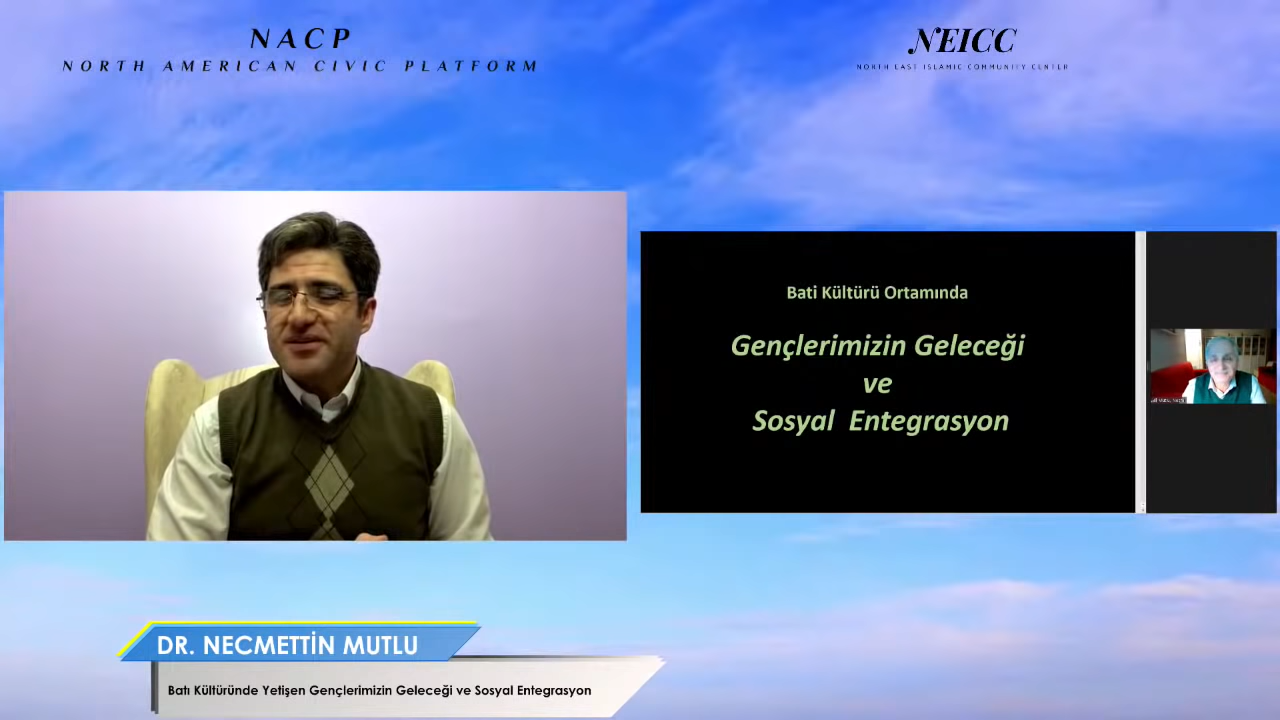 NACP
NORTH AMERICAN CIVIC PLATFORM
NEICC
NORTH EAST ISLAMIC COMMUNITY CENTER
Bati Kültürü Ortamında
Gençlerimizin Geleceği
ve
Sosyal Entegrasyon
DR. NECMETTİN MUTLU
Batı Kültüründe Yetişen Gençlerimizin Geleceği ve Sosyal Entegrasyon